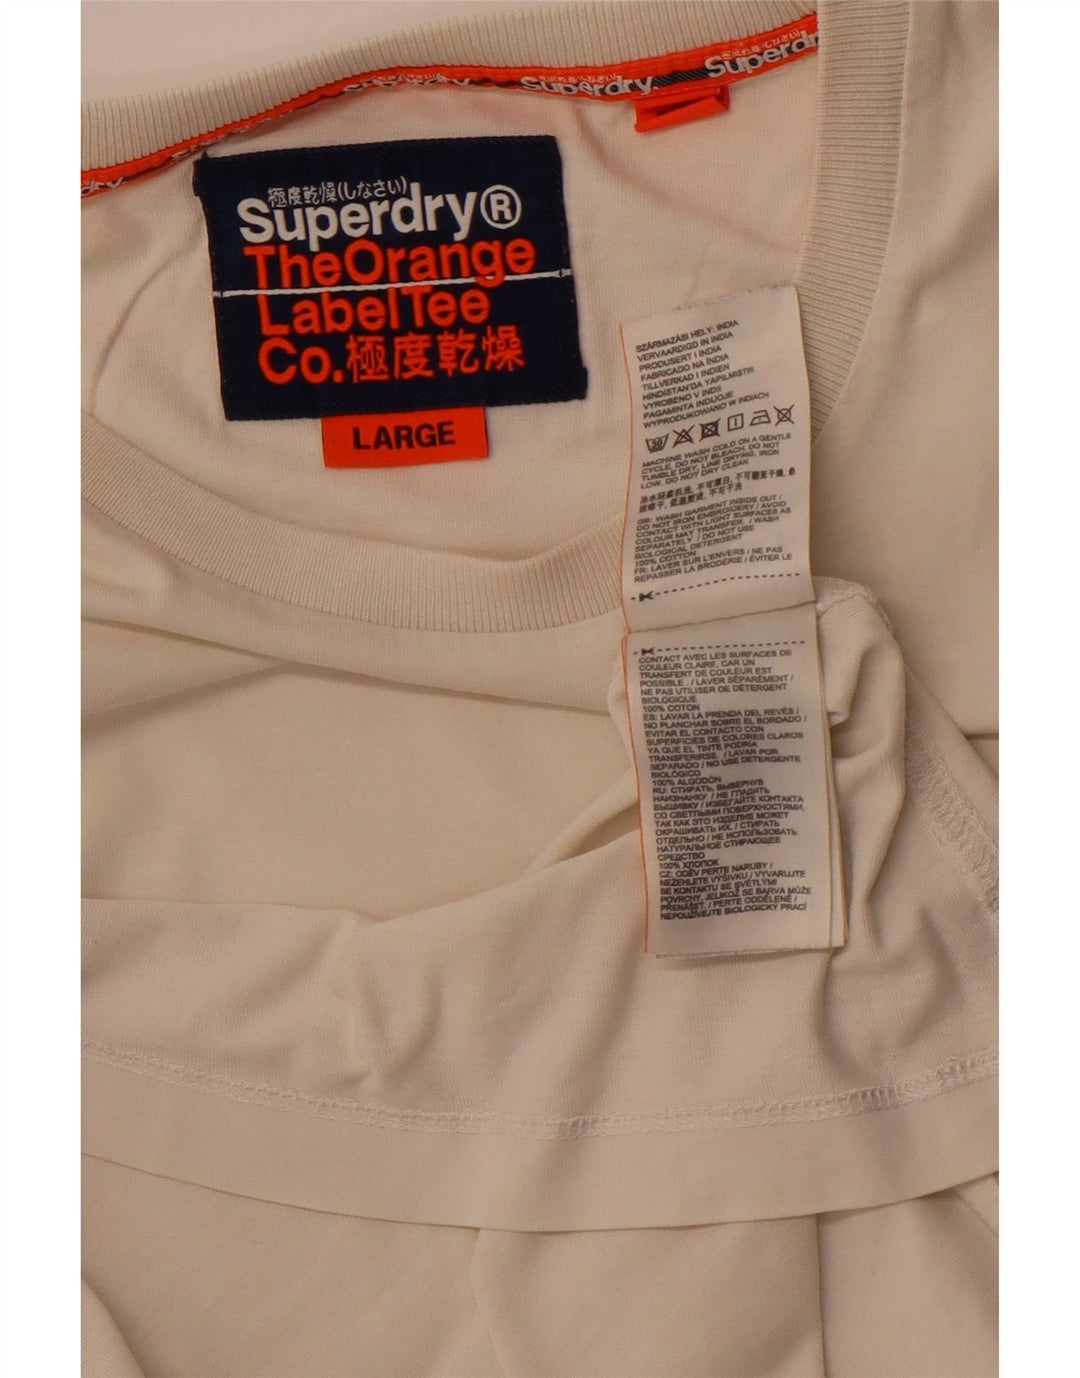 Superdry.
Superdry.
Superdr
極度乾燥(しなさい)
Superdry®
TheOrange
LabelTee
Co.極度乾燥
LARGE
SZÁRMAZÁSI HELY: INDIA
VERVAARDIGD IN INDIA
PRODUSERT I INDIA
FABRICADO NA ÍNDIA
TILLVERKAD I INDIEN
HİNDİSTAN'DA YAPILMIŞTIR
VYROBENO V INDII
PAGAMINTA INDIJOJE
WYPRODUKOWANO W INDIACH
30
MACHINE WASH COLD ON A GENTLE
CYCLE, DO NOT BLEACH, DO NOT
TUMBLE DRY, LINE DRYING, IRON
LOW, DO NOT DRY CLEAN
GB: WASH GARMENT INSIDE OUT /
DO NOT IRON EMBROIDERY / AVOID
CONTACT WITH LIGHT SURFACES AS
COLOUR MAY TRANSFER. / WASH
SEPARATELY / DO NOT USE
BIOLOGICAL DETERGENT
100% COTTON
FR: LAVER SUR L'ENVERS / NE PAS
REPASSER LA BRODERIE / ÉVITER LE
CONTACT AVEC LES SURFACES DE
COULEUR CLAIRE, CAR UN
TRANSFERT DE COULEUR EST
POSSIBLE . / LAVER SÉPARÉMENT /
NE PAS UTILISER DE DÉTERGENT
BIOLOGIQUE
100% COTON
ES: LAVAR LA PRENDA DEL REVÉS /
NO PLANCHAR SOBRE EL BORDADO /
EVITAR EL CONTACTO CON
SUPERFICIES DE COLORES CLAROS
YA QUE EL TINTE PODRÍA
TRANSFERIRSE. / LAVAR POR
SEPARADO / NO USE DETERGENTE
BIOLÓGICO
100% ALGODÓN
RU: СТИРАТЬ, ВЫВЕРНУВ
НАИЗНАНКУ / НЕ ГЛАДИТЬ
ВЫШИВКУ / ИЗБЕГАЙТЕ КОНТАКТА
СО СВЕТЛЫМИ ПОВЕРХНОСТЯМИ,
ТАК КАК ЭТО ИЗДЕЛИЕ МОЖЕТ
ОКРАШИВАТЬ ИХ. / СТИРАТЬ
ОТДЕЛЬНО / НЕ ИСПОЛЬЗОВАТЬ
НАТУРАЛЬНОЕ СТИРАЮЩЕЕ
СРЕДСТВО
100% ХЛОПОК
CZ: ODĚV PERTE NARUBY /
NEŽEHLETE VÝŠIVKU / VYVARUJTE
SE KONTAKTU SE SVĚTLÝMI
POVRCHY, JELIKOŽ SE BARVA MŮŽE
PŘENÁŠET. / PERTE ODDĚLENĚ /
NEPOUŽÍVEJTE BIOLOGICKÝ PRACÍ